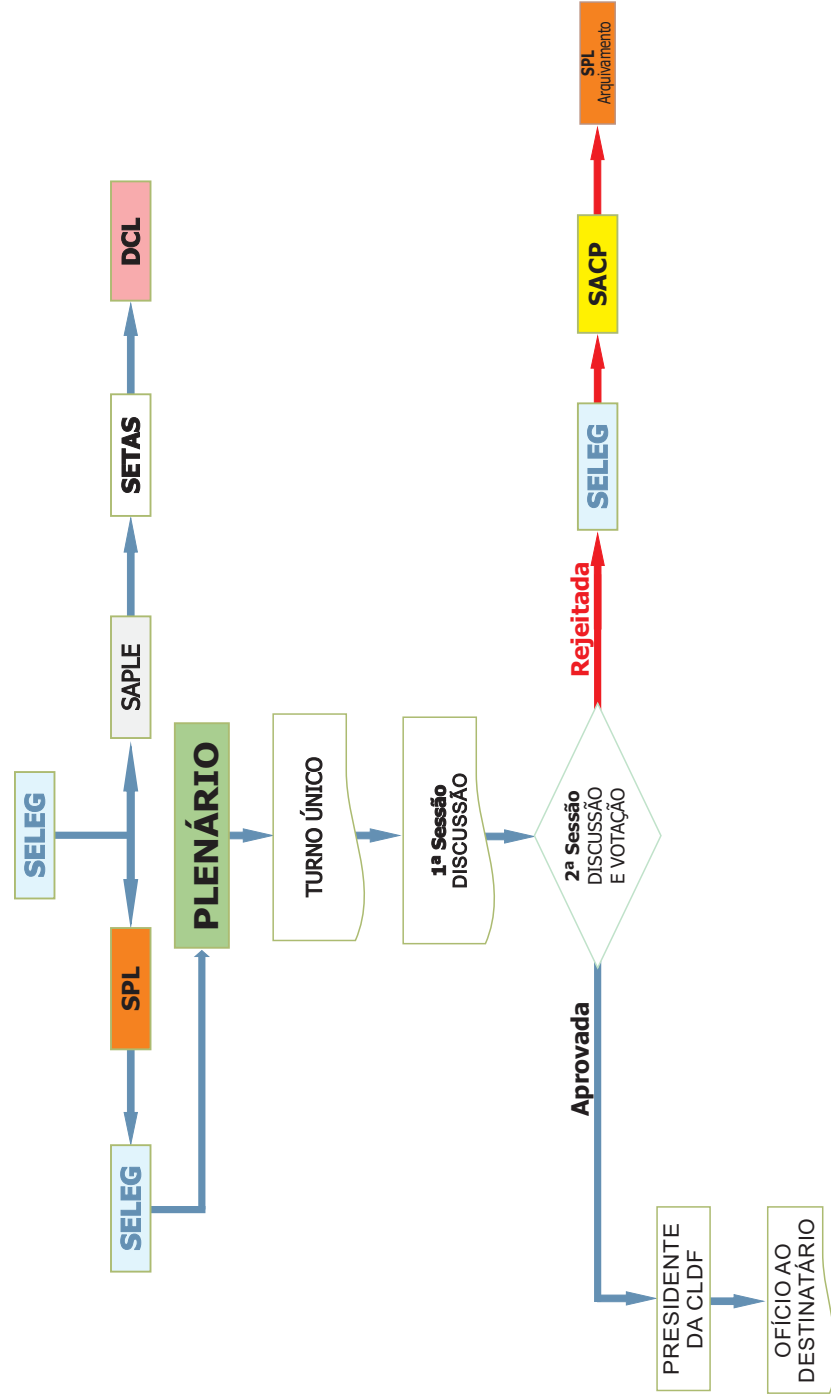 SELEG
SELEG
SPL
SAPLE
SETAS
DCL
PLENÁRIO
TURNO ÚNICO
1ª Sessão
DISCUSSÃO
2ª Sessão
DISCUSSÃO
E VOTAÇÃO
Aprovada
Rejeitada
SELEG
SACP
SPL
Arquivamento
PRESIDENTE
DA CLDF
OFÍCIO AO
DESTINATÁRIO